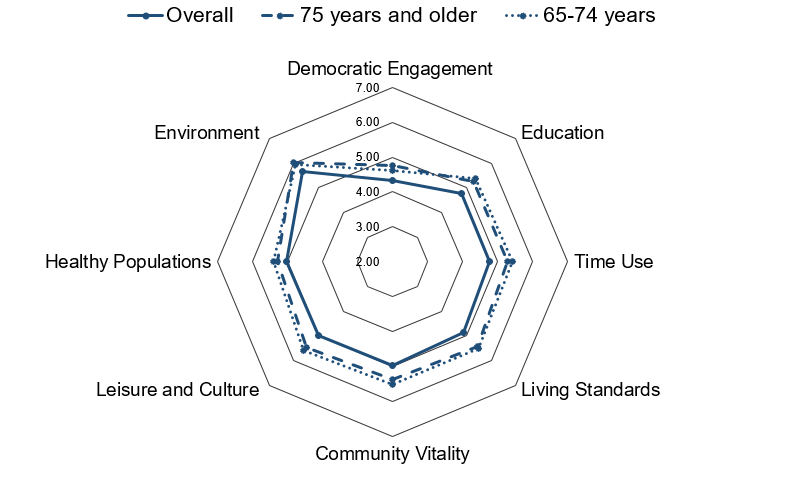 Overall 75 years and older 65-74 years
Democratic Engagement
7.00
Environment 6.00 Education
5.00
4.00
3.00
Healthy Populations 2.00 Time Use
Leisure and Culture Living Standards
Community Vitality